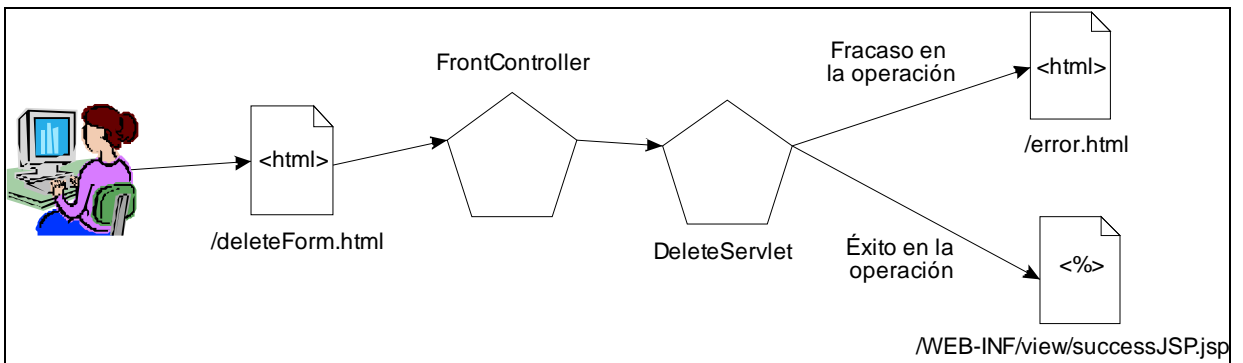 <html>
/deleteForm.html
FrontController
DeleteServlet
Fracaso en
la operación
<html>
/error.html
Éxito en la
operación
<%>
/WEB-INF/view/successJSP.jsp